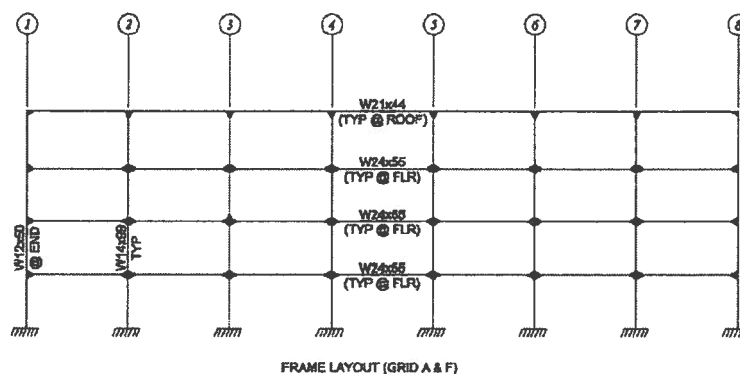 1 2 3 4 5 6 7 8
W21x44
(TYP @ ROOF)
W24x55
(TYP @ FLR)
W24x55
(TYP @ FLR)
W12x50
@ END
W14x99
TYP
W24x55
(TYP @ FLR)
FRAME LAYOUT (GRID A & F)